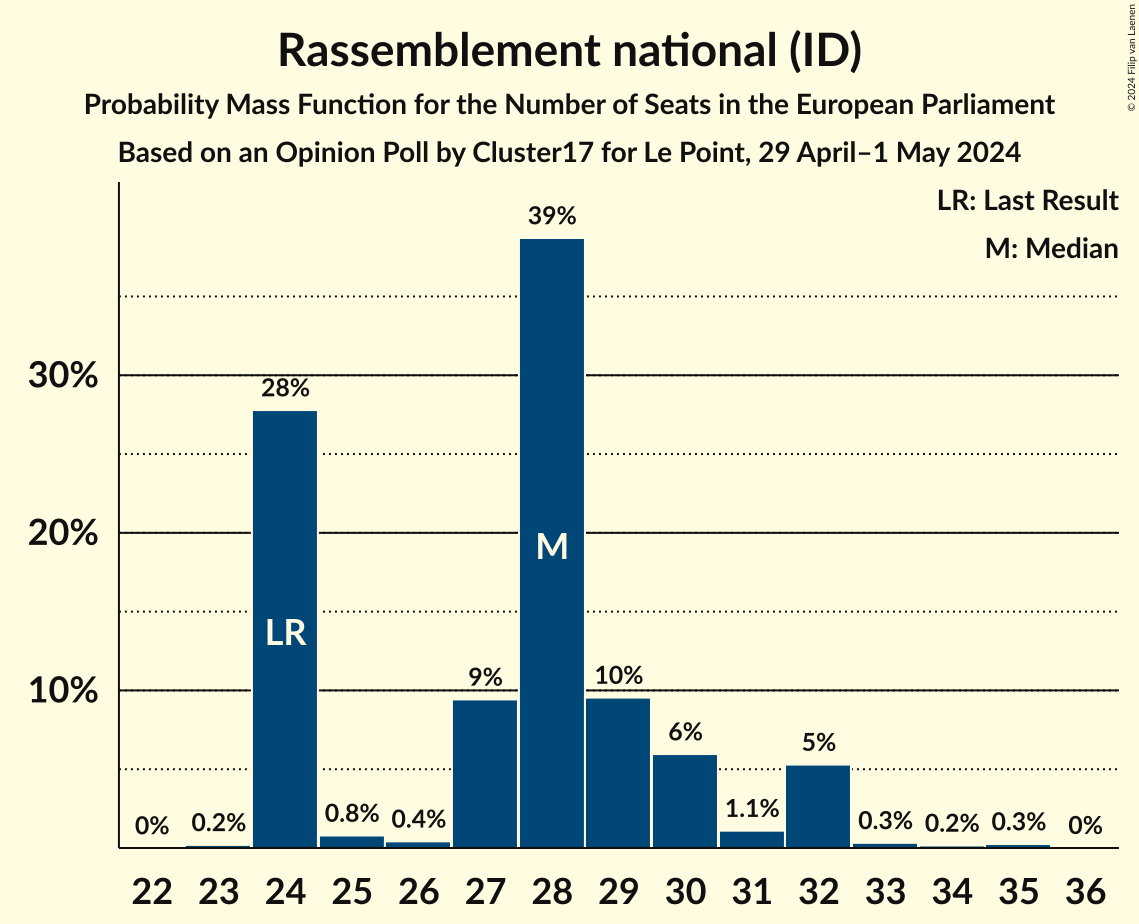 Rassemblement national (ID)
Probability Mass Function for the Number of Seats in the European Parliament
Based on an Opinion Poll by Cluster17 for Le Point, 29 April–1 May 2024
© 2024 Filip van Laenen
LR: Last Result
M: Median
39%
30%
28%
20%
M
LR
10%
9%
10%
6%
5%
0%
0.2%
0.8%
0.4%
1.1%
0.3%
0.2%
0.3%
0%
22 23 24 25 26 27 28 29 30 31 32 33 34 35 36